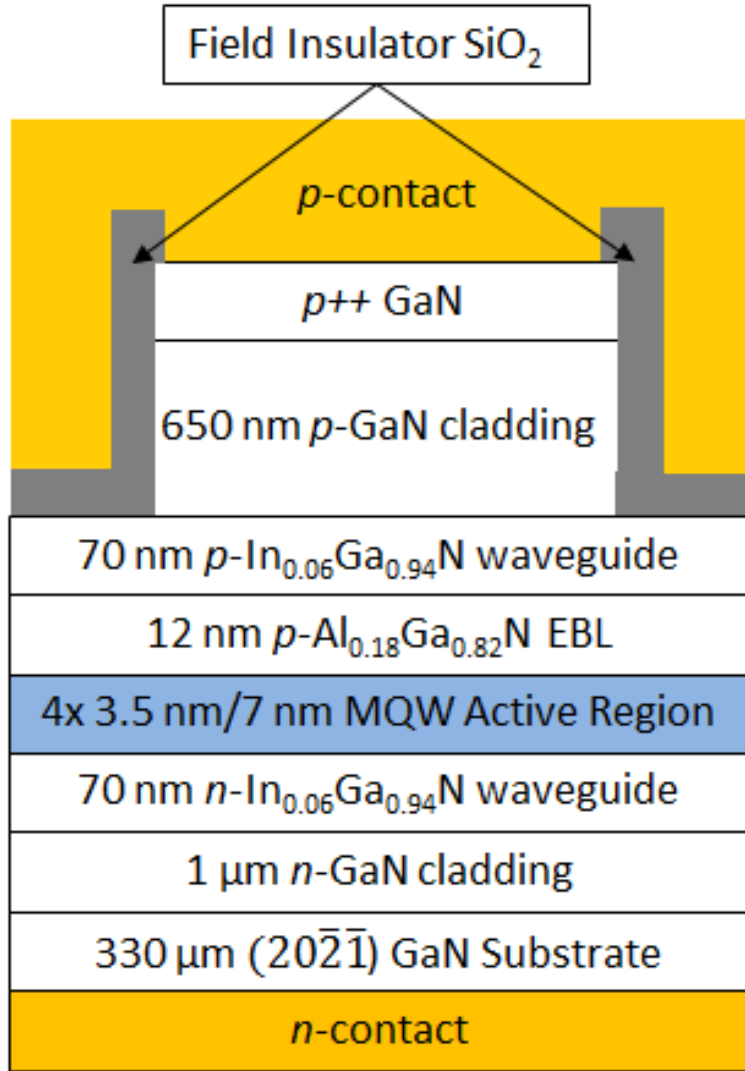 Field Insulator SiO₂
p-contact
p++ GaN
650 nm p-GaN cladding
70 nm p-In₀.₀₆Ga₀.₉₄N waveguide
12 nm p-Al₀.₁₈Ga₀.₈₂N EBL
4x 3.5 nm/7 nm MQW Active Region
70 nm n-In₀.₀₆Ga₀.₉₄N waveguide
1 µm n-GaN cladding
330 µm (202̄1̄) GaN Substrate
n-contact